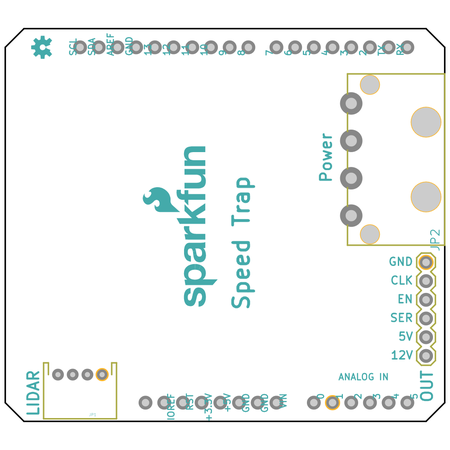 SCL
SDA
AREF
GND
13
12
11
10
9
8
7
6
5
4
3
2
TX
RX
Power
sparkfun
Speed Trap
JP2
GND
CLK
EN
SER
5V
12V
OUT
LIDAR
ANALOG IN
IOREF
RST
+3.3V
+5V
GND
GND
VIN
0
1
2
3
4
5